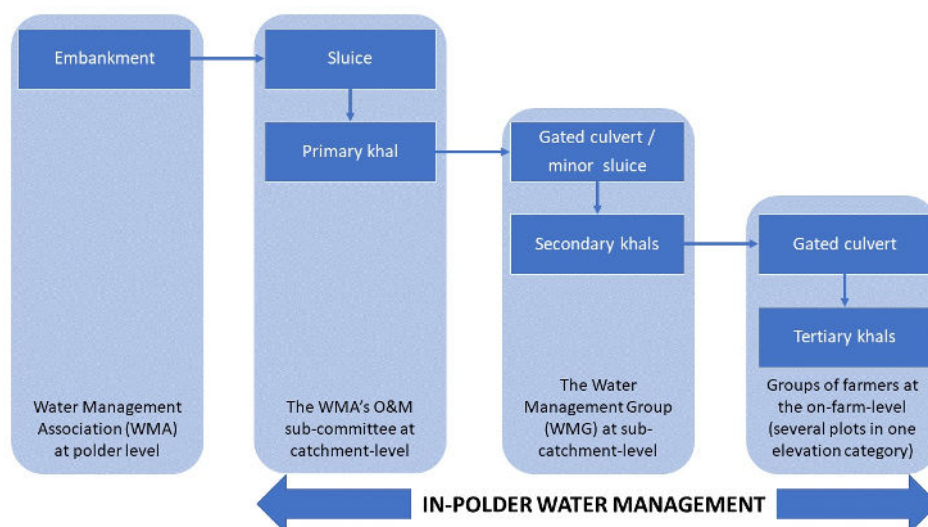 Embankment
Sluice
Primary khal
Gated culvert /
minor sluice
Secondary khals
Gated culvert
Tertiary khals
Water Management
Association (WMA)
at polder level
The WMA's O&M
sub-committee at
catchment-level
The Water
Management Group
(WMG) at sub-
catchment-level
Groups of farmers at
the on-farm-level
(several plots in one
elevation category)
IN-POLDER WATER MANAGEMENT